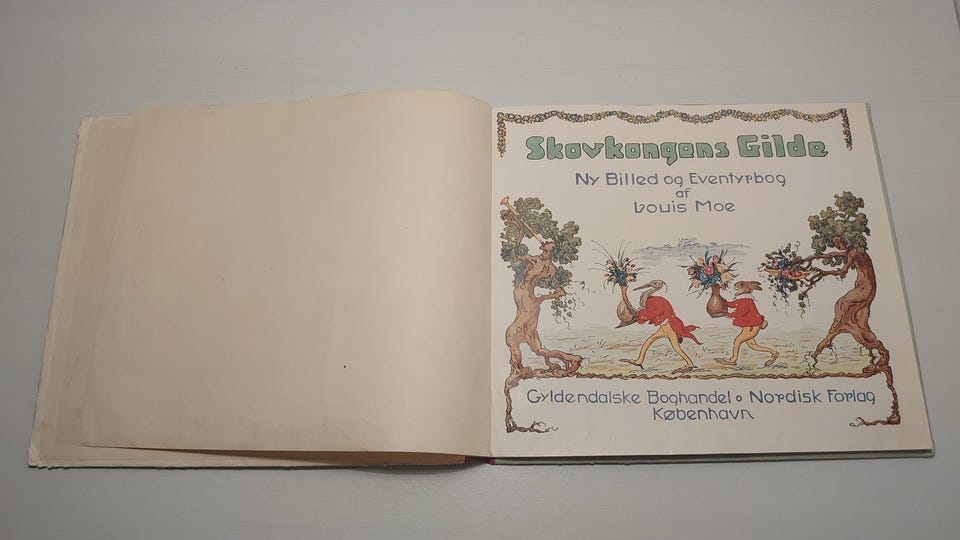 Skovkongens Gilde
Ny Billed og Eventyrbog
af
Louis Moe
Gyldendalske Boghandel o Nordisk Forlag
København